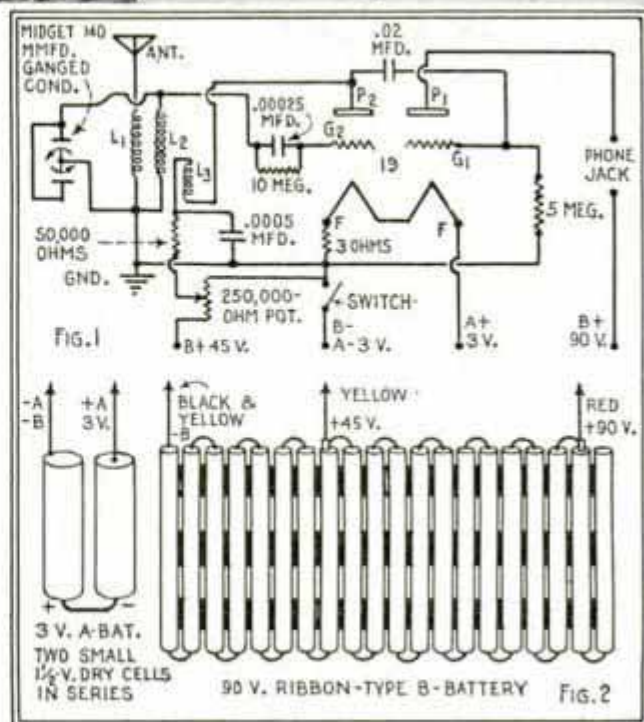 MIDGET 140
MMFD.
GANGED
COND.
ANT.
.02
MFD.
P2
P1
.00025
MFD.
L1
L2
L3
G2
19
G1
10 MEG.
PHONE
JACK
5 MEG.
50,000
OHMS
.0005
MFD.
F
F
3 OHMS
GND.
250,000-
OHM POT.
SWITCH
FIG.1
B+ 45 V.
B-
A- 3 V.
A+
3 V.
B+
90 V.
-A
-B
+A
3 V.
BLACK &
YELLOW
-B
YELLOW
+45 V.
RED
+90 V.
+ -
3 V. A-BAT.
TWO SMALL
1½-V. DRY CELLS
IN SERIES
90 V. RIBBON-TYPE B-BATTERY
FIG.2